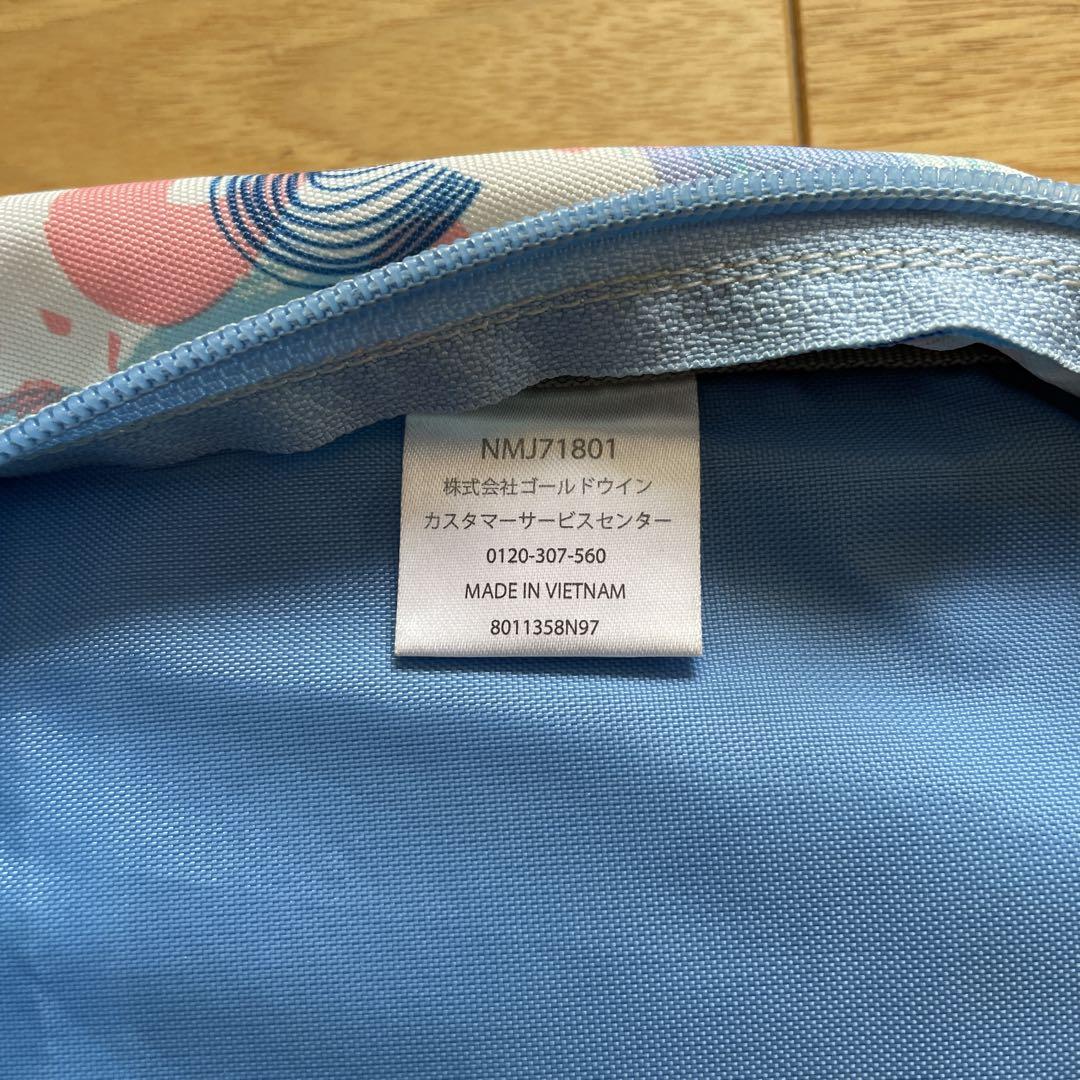 NMJ71801
株式会社ゴールドウイン
カスタマーサービスセンター
0120-307-560
MADE IN VIETNAM
8011358N97